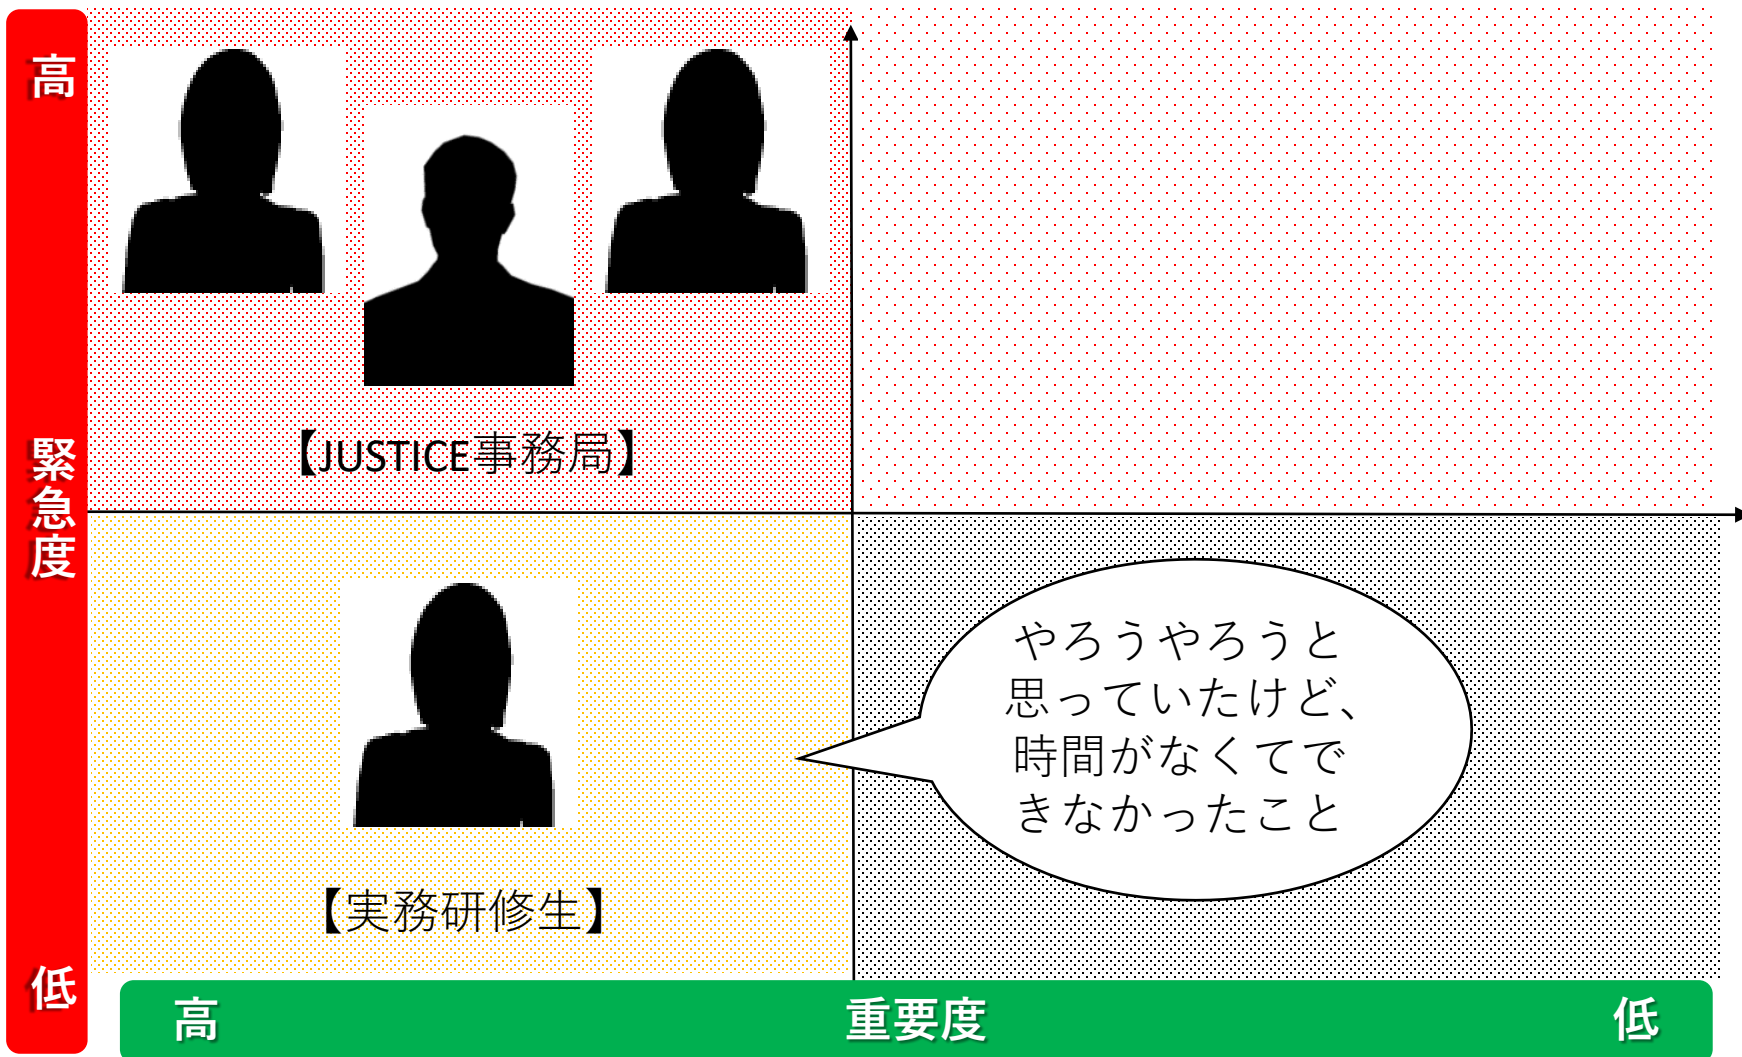 高
緊急度
低
【JUSTICE事務局】
【実務研修生】
やろうやろうと
思っていたけど、
時間がなくてで
きなかったこと
高
重要度
低